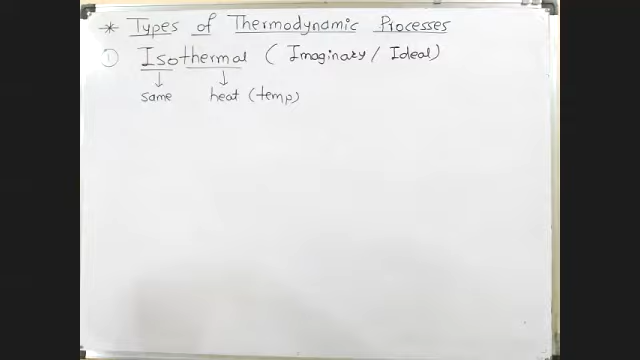 * Types of Thermodynamic Processes
① Isothermal (Imaginary / Ideal)
↓ ↓
same heat (temp)